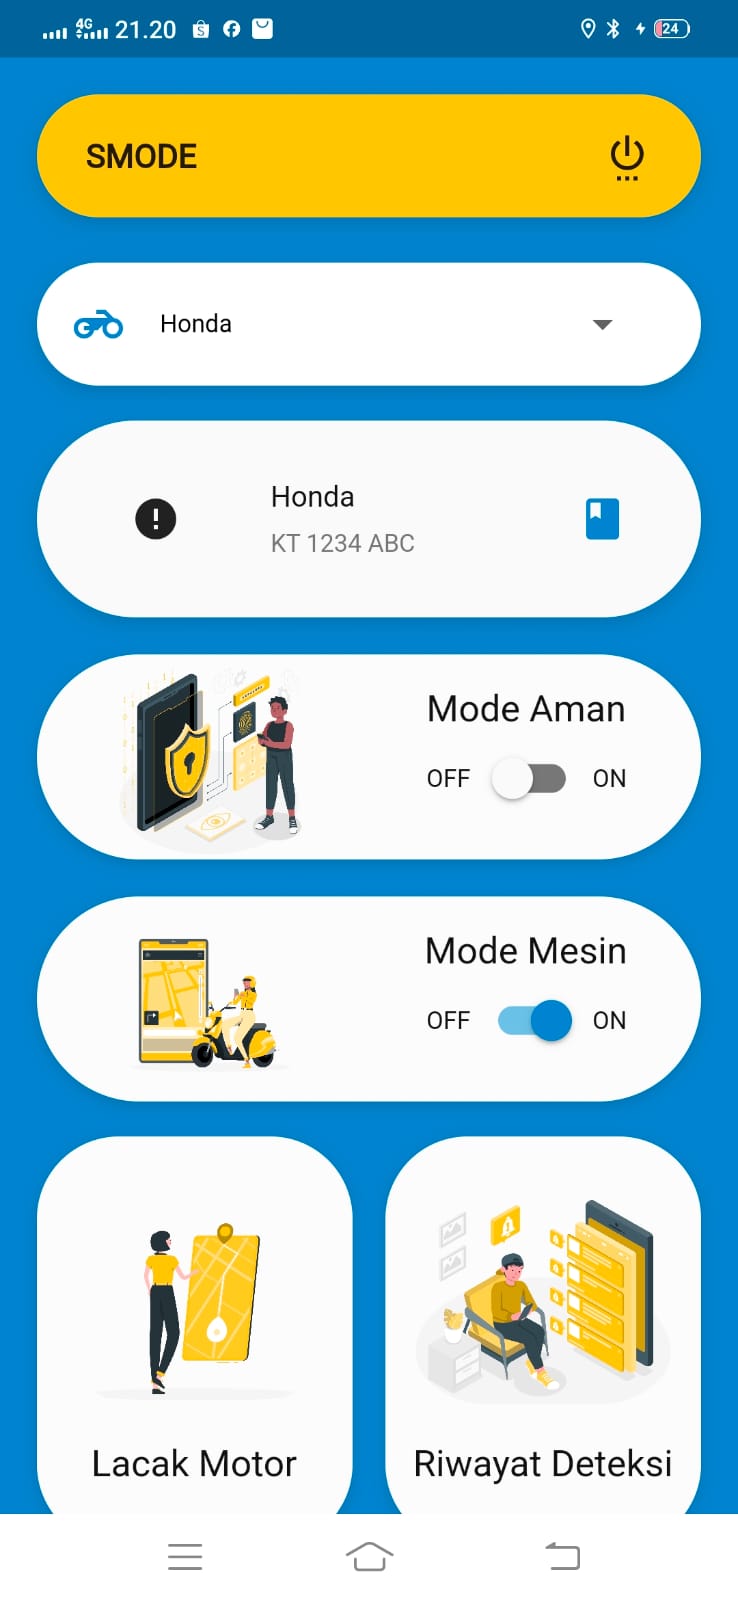 4G 21.20 24
SMODE
Honda
Honda
KT 1234 ABC
Mode Aman
OFF ON
Mode Mesin
OFF ON
Lacak Motor
Riwayat Deteksi